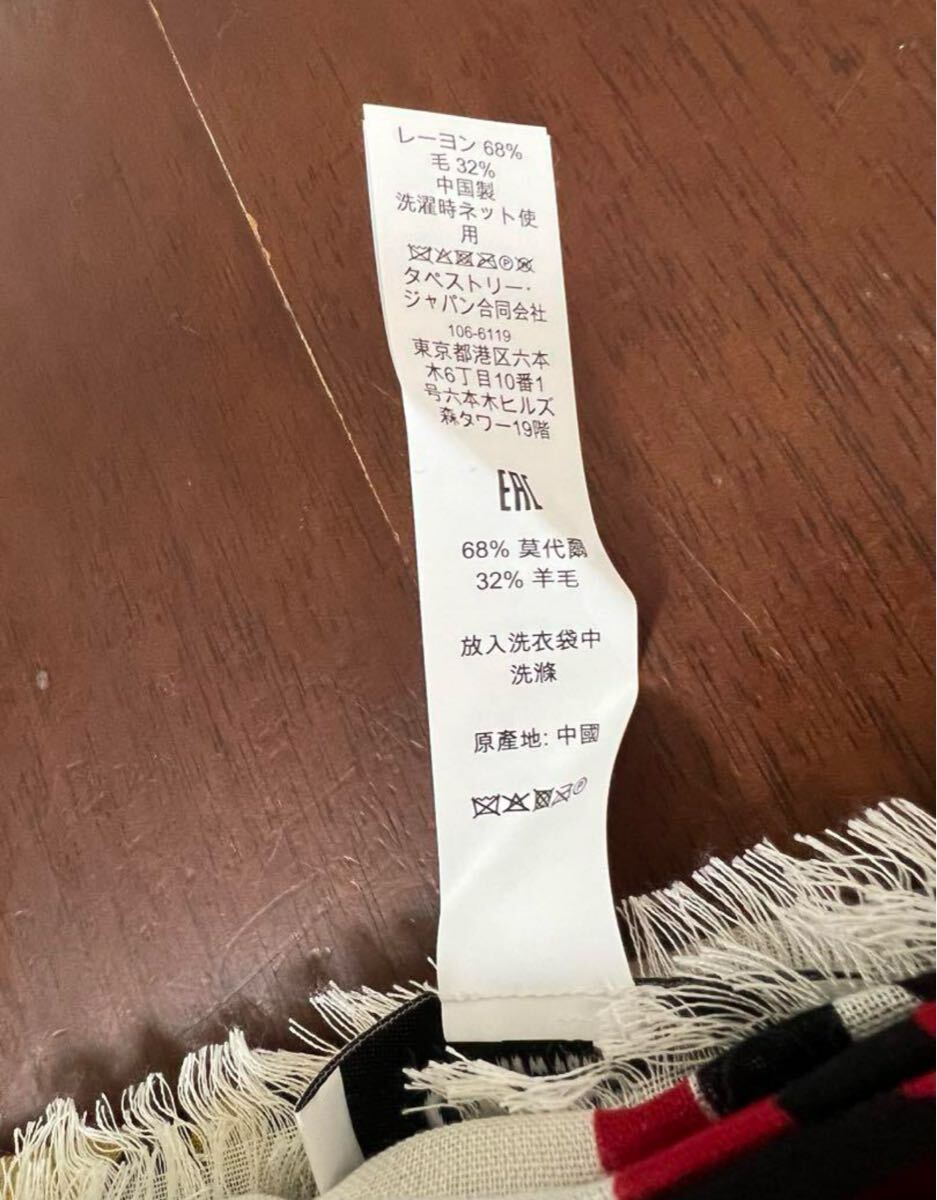 レーヨン 68%
毛 32%
中国製
洗濯時ネット使
用
タペストリー・
ジャパン合同会社
106-6119
東京都港区六本
木6丁目10番1
号六本木ヒルズ
森タワー19階
EAC
68% 莫代爾
32% 羊毛
放入洗衣袋中
洗滌
原產地: 中國